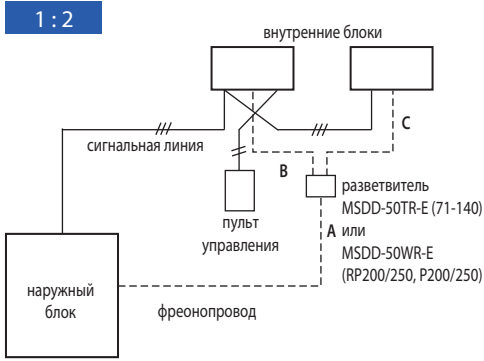 1 : 2
внутренние блоки
сигнальная линия
C
B
пульт
управления
разветвитель
MSDD-50TR-E (71-140)
A или
MSDD-50WR-E
(RP200/250, P200/250)
наружный
блок
фреонопровод